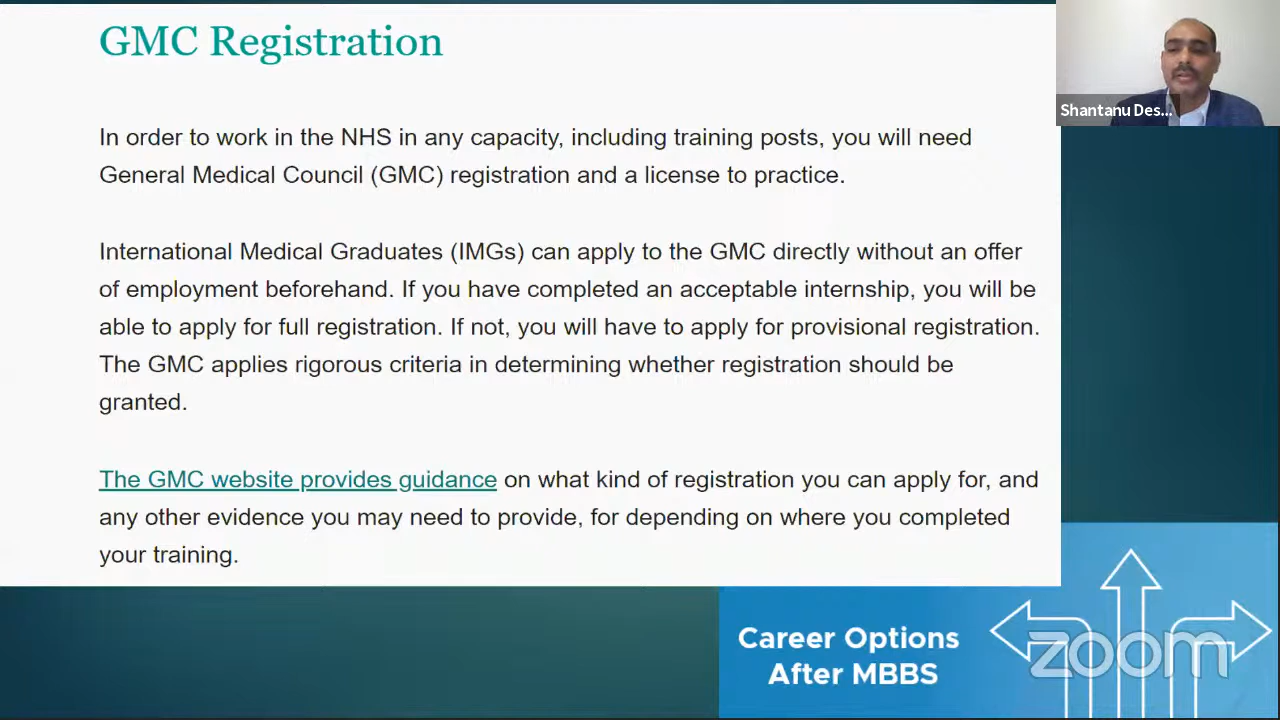 GMC Registration
Shantanu Des...
In order to work in the NHS in any capacity, including training posts, you will need
General Medical Council (GMC) registration and a license to practice.
International Medical Graduates (IMGs) can apply to the GMC directly without an offer
of employment beforehand. If you have completed an acceptable internship, you will be
able to apply for full registration. If not, you will have to apply for provisional registration.
The GMC applies rigorous criteria in determining whether registration should be
granted.
The GMC website provides guidance on what kind of registration you can apply for, and
any other evidence you may need to provide, for depending on where you completed
your training.
Career Options
After MBBS
zoom